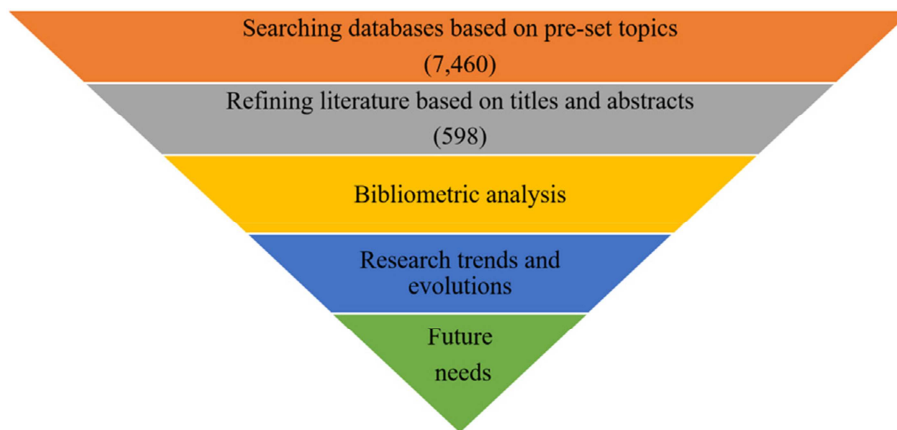 Searching databases based on pre-set topics
(7,460)
Refining literature based on titles and abstracts
(598)
Bibliometric analysis
Research trends and
evolutions
Future
needs